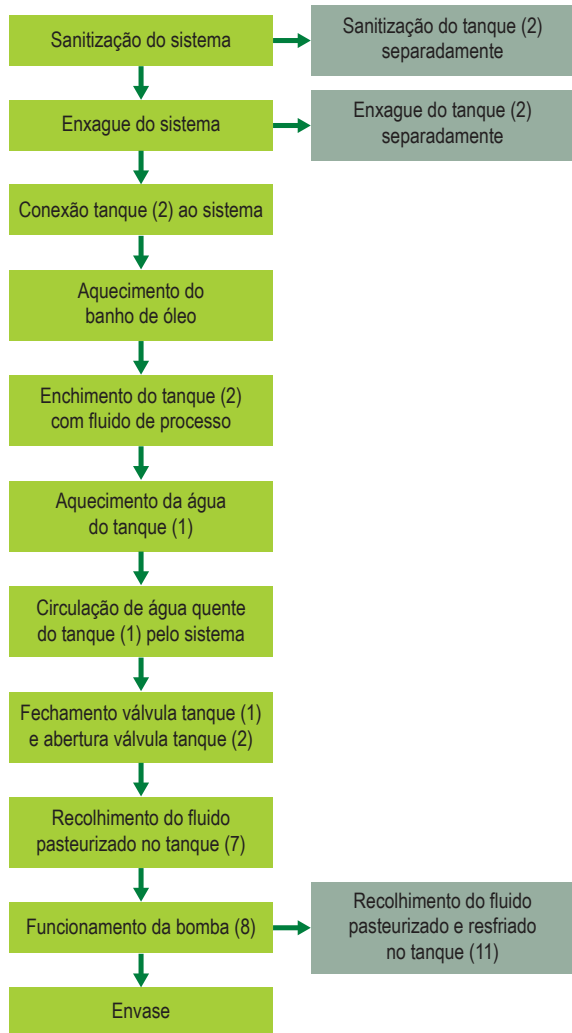 Sanitização do sistema
Sanitização do tanque (2)
separadamente
Enxague do sistema
Enxague do tanque (2)
separadamente
Conexão tanque (2) ao sistema
Aquecimento do
banho de óleo
Enchimento do tanque (2)
com fluido de processo
Aquecimento da água
do tanque (1)
Circulação de água quente
do tanque (1) pelo sistema
Fechamento válvula tanque (1)
e abertura válvula tanque (2)
Recolhimento do fluido
pasteurizado no tanque (7)
Funcionamento da bomba (8)
Recolhimento do fluido
pasteurizado e resfriado
no tanque (11)
Envase